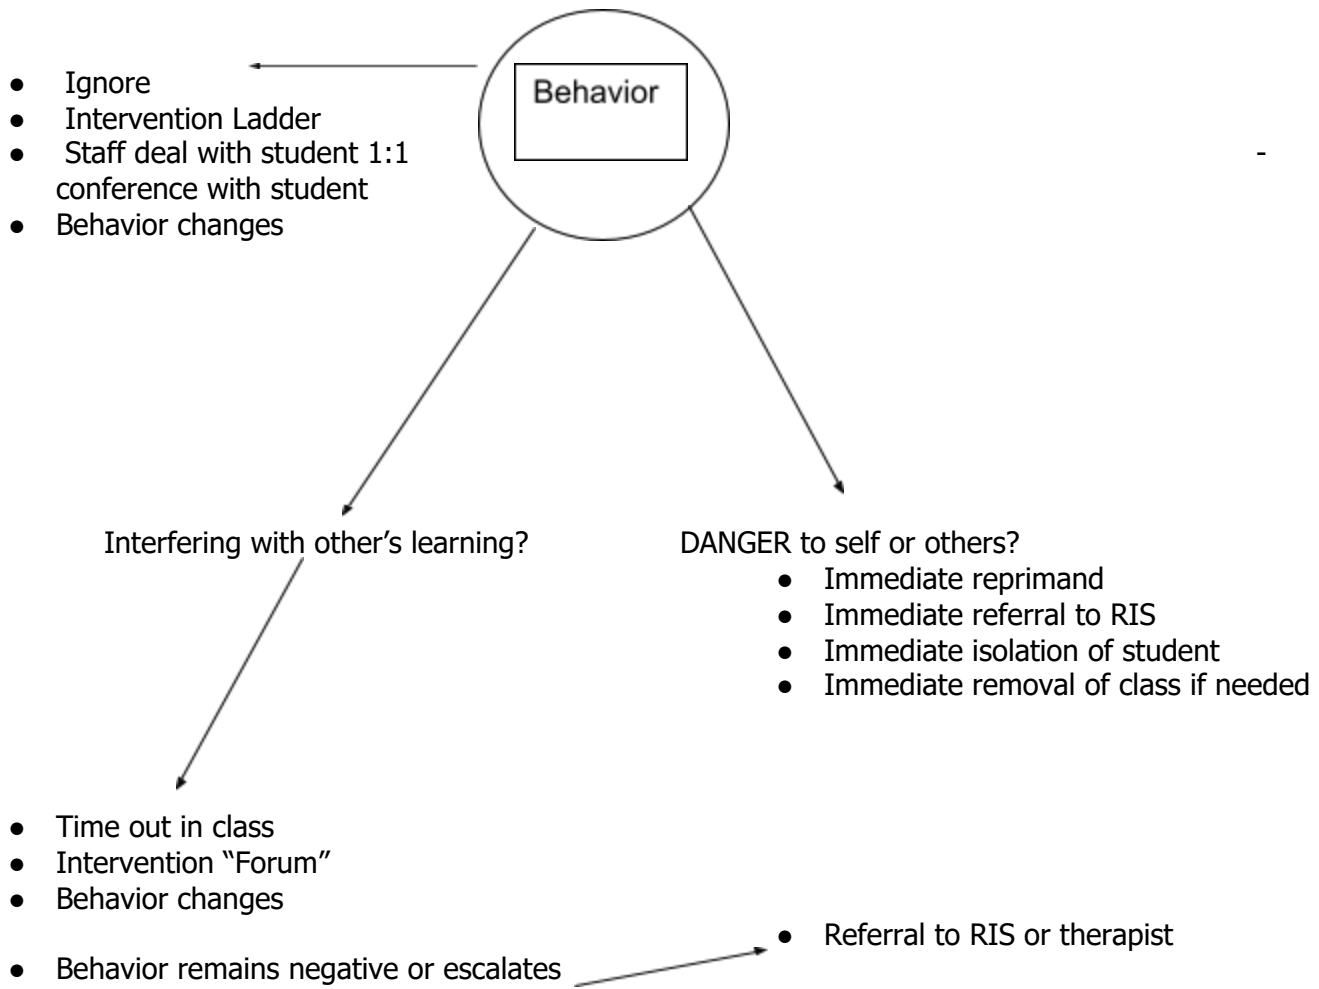 Behavior
● Ignore
● Intervention Ladder
● Staff deal with student 1:1 -
conference with student
● Behavior changes
Interfering with other’s learning?
DANGER to self or others?
● Immediate reprimand
● Immediate referral to RIS
● Immediate isolation of student
● Immediate removal of class if needed
● Time out in class
● Intervention “Forum”
● Behavior changes
● Behavior remains negative or escalates
● Referral to RIS or therapist